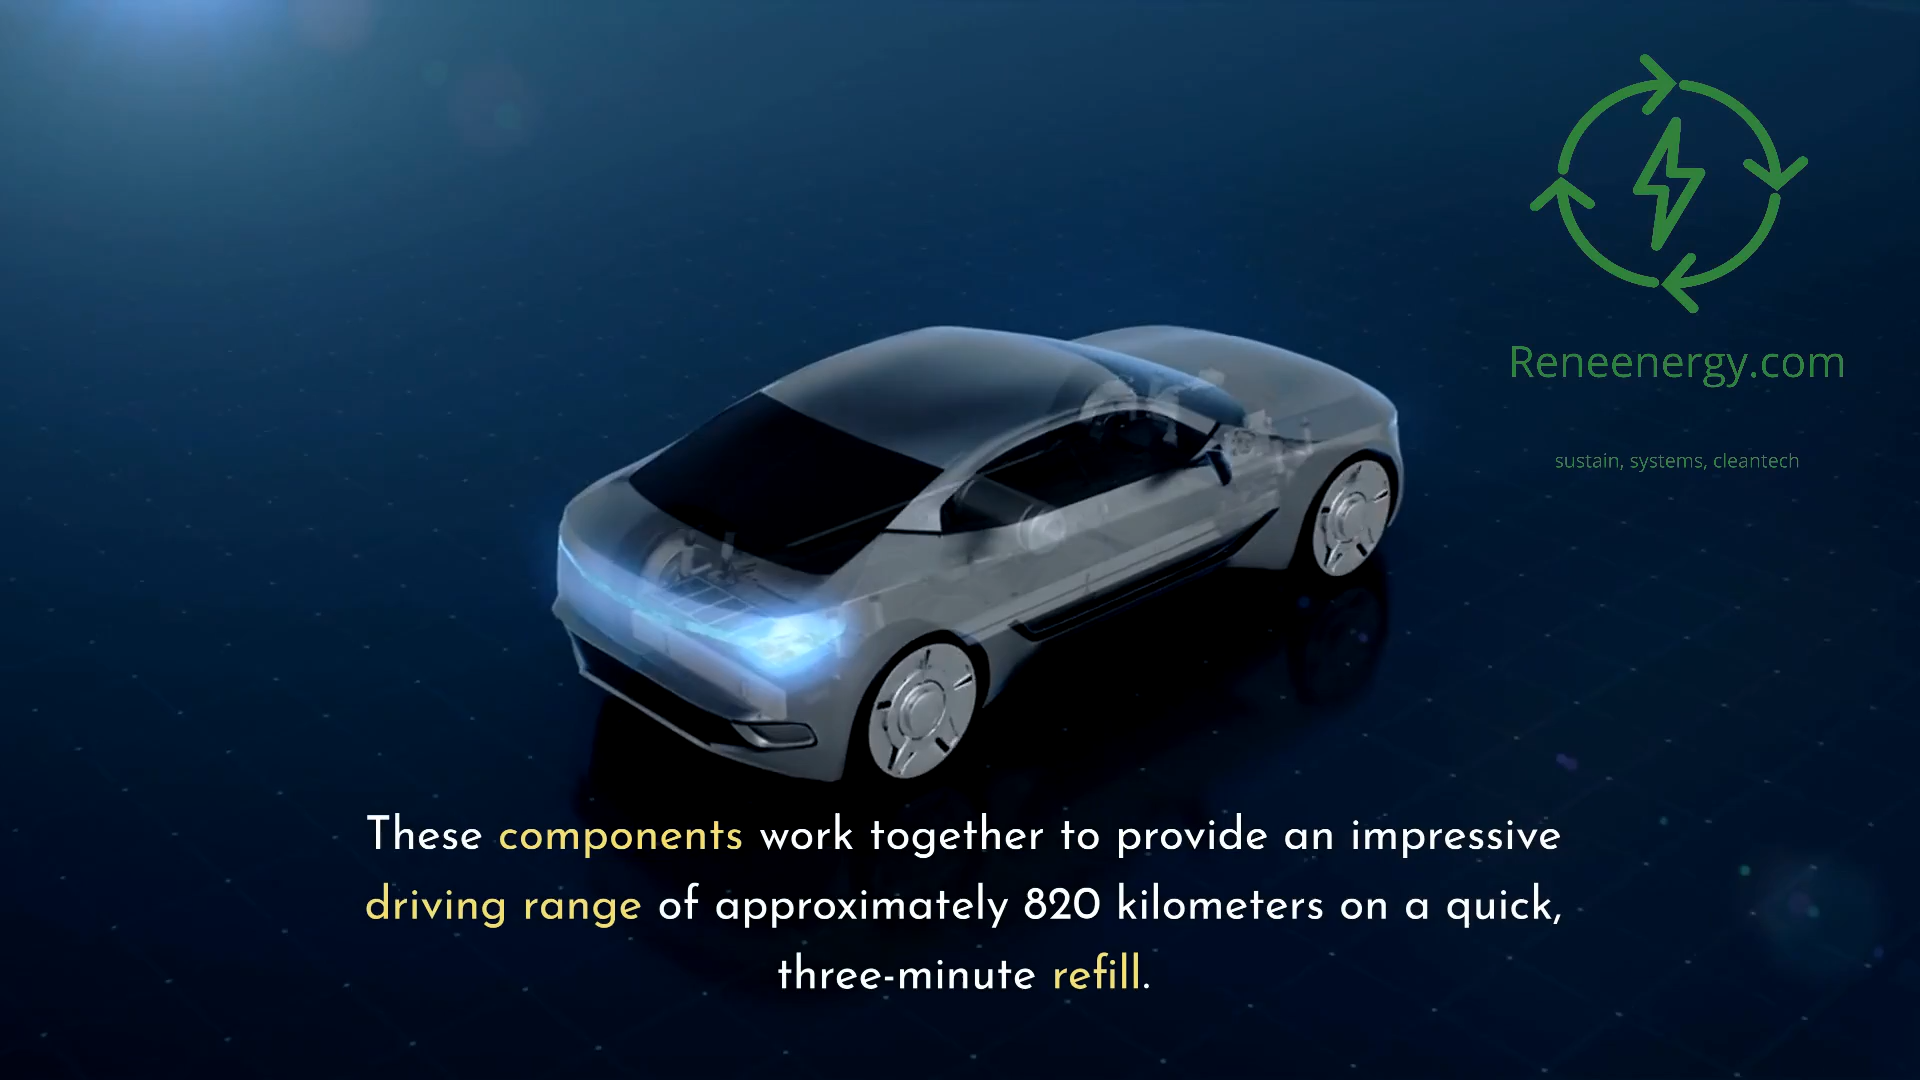 Reneenergy.com
sustain, systems, cleantech
These components work together to provide an impressive
driving range of approximately 820 kilometers on a quick,
three-minute refill.